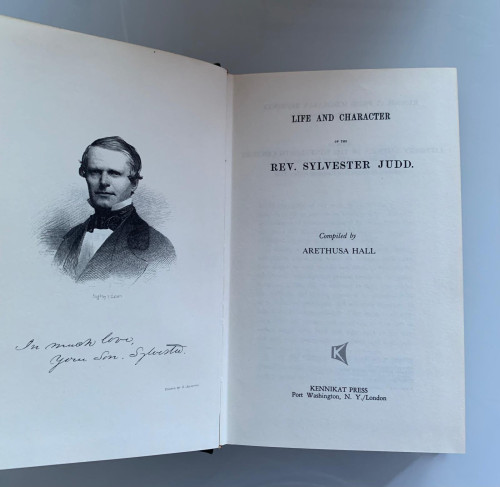 In much love,
Your Son. Sylvester.
LIFE AND CHARACTER
OF THE
REV. SYLVESTER JUDD.
Compiled by
ARETHUSA HALL
KENNIKAT PRESS
Port Washington, N. Y./London